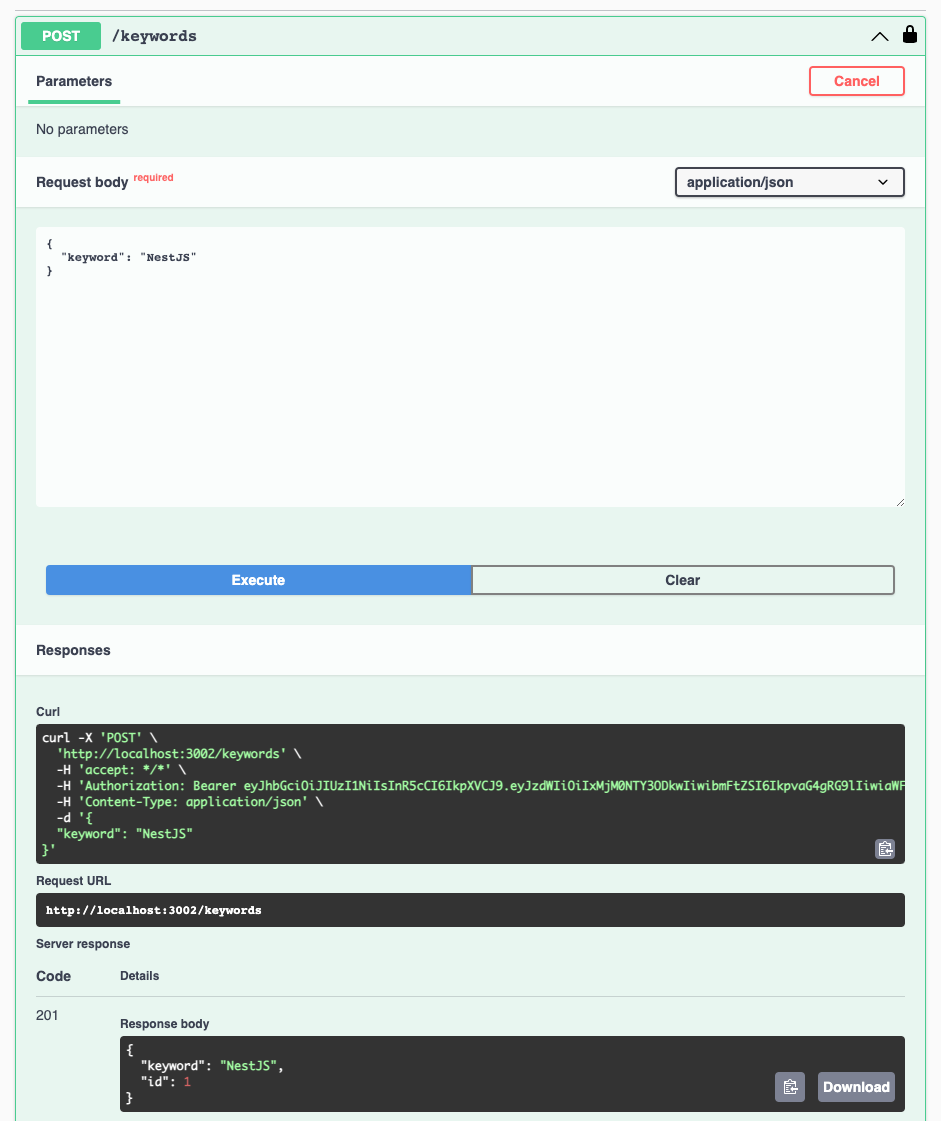 POST /keywords
Parameters
Cancel
No parameters
Request body required
application/json
{
  "keyword": "NestJS"
}
Execute
Clear
Responses
Curl
curl -X 'POST' \
  'http://localhost:3002/keywords' \
  -H 'accept: */*' \
  -H 'Authorization: Bearer eyJhbGciOiJIUzI1NiIsInR5cCI6IkpXVCJ9.eyJzdWIiOiIxMjM0NTY3ODkwIiwibmFtZSI6IkpvaG4gRG9lIiwiaWF
  -H 'Content-Type: application/json' \
  -d '{
  "keyword": "NestJS"
}'
Request URL
http://localhost:3002/keywords
Server response
Code
Details
201
Response body
{
  "keyword": "NestJS",
  "id": 1
}
Download